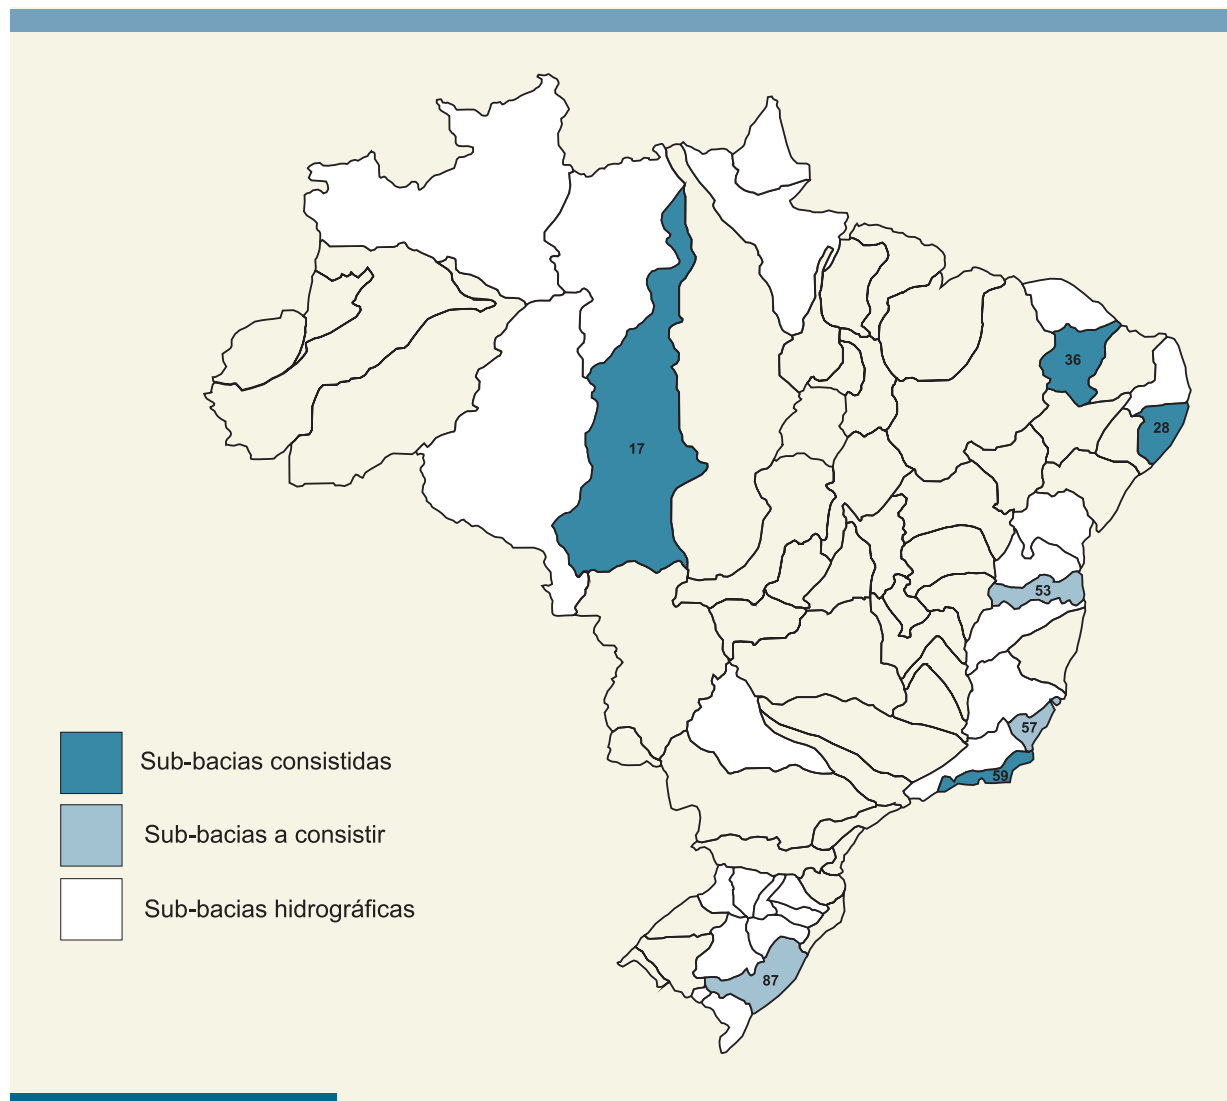 36
28
17
53
57
59
87
Sub-bacias consistidas
Sub-bacias a consistir
Sub-bacias hidrográficas